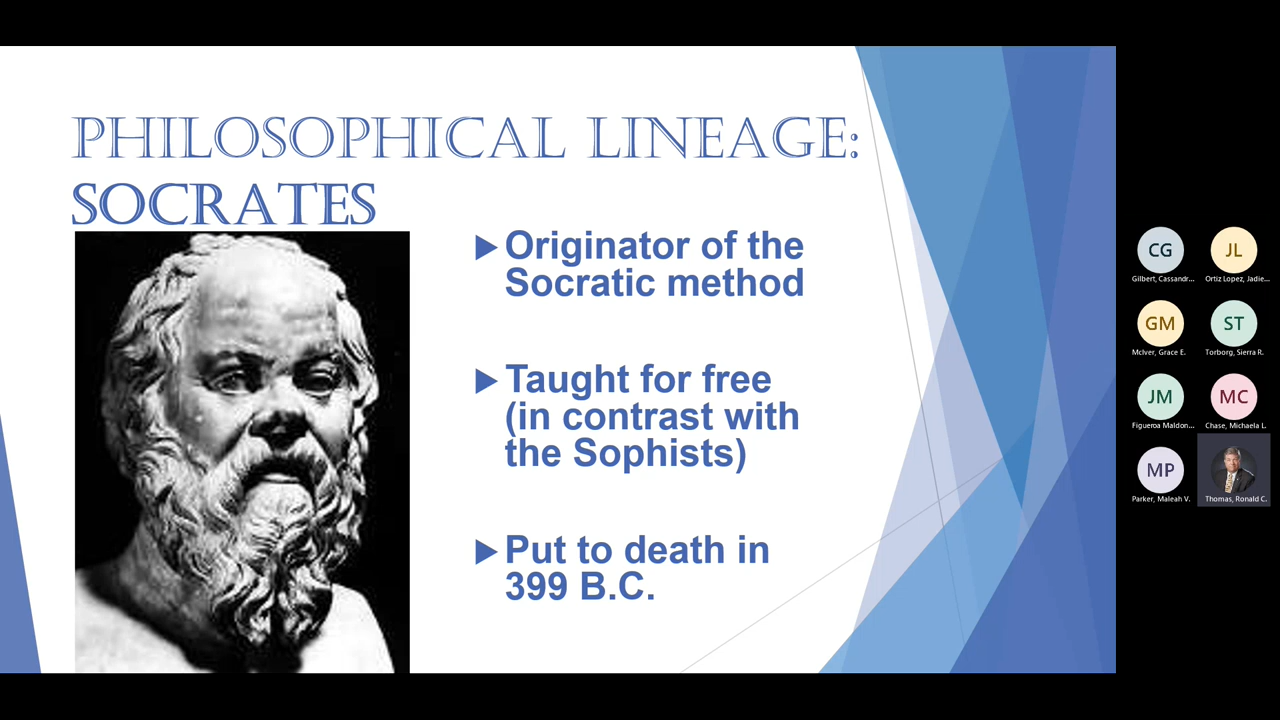 PHILOSOPHICAL LINEAGE:
SOCRATES
Originator of the
Socratic method
Taught for free
(in contrast with
the Sophists)
Put to death in
399 B.C.
CG
JL
Gilbert, Cassandr...
Ortiz Lopez, Jadie...
GM
ST
McIver, Grace E.
Torborg, Sierra R.
JM
MC
Figueroa Maldon...
Chase, Michaela L.
MP
Parker, Maleah V.
Thomas, Ronald C.